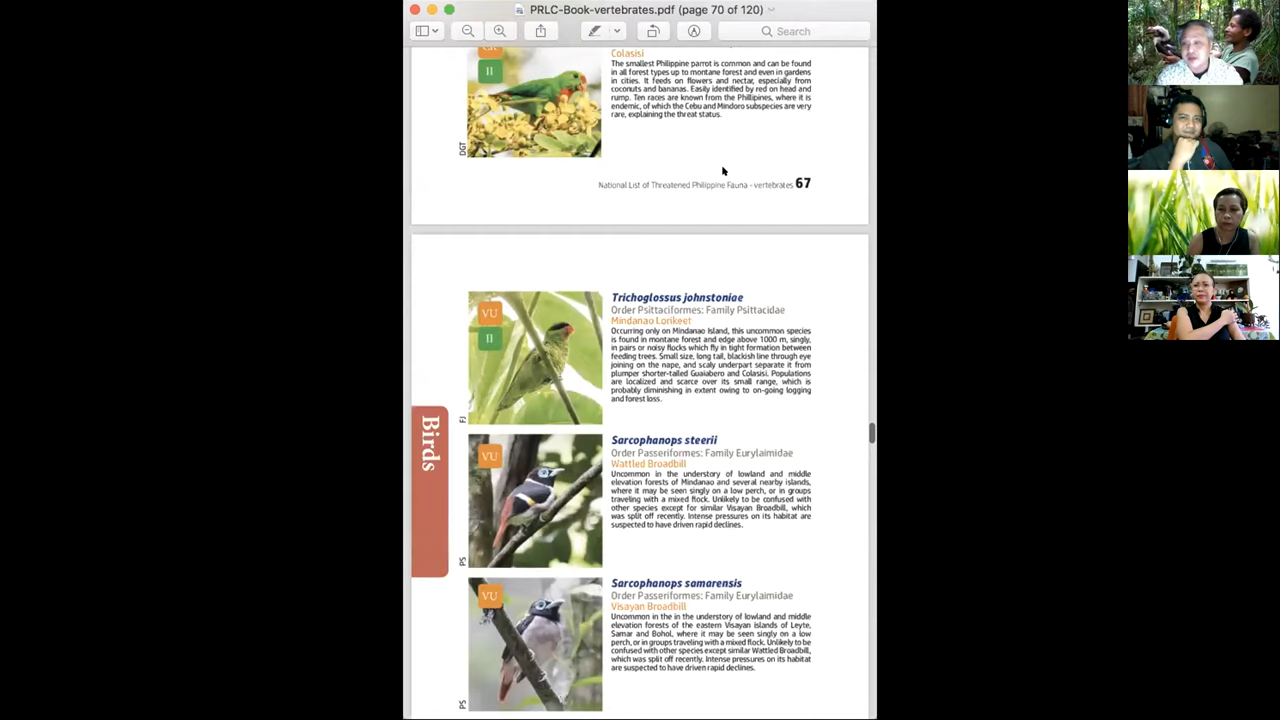 PRLC-Book-vertebrates.pdf (page 70 of 120)
Search
Colasisi
II
The smallest Philippine parrot is common and can be found
in all forest types up to montane forest and even in gardens
in cities. It feeds on flowers and nectar, especially from
coconuts and bananas. Easily identified by red on head and
rump. Ten races are known from the Phillipines, where it is
endemic, of which the Cebu and Mindoro subspecies are very
rare, explaining the threat status.
DGT
National List of Threatened Philippine Fauna - vertebrates 67
Birds
Trichoglossus johnstoniae
VU
II
Order Psittaciformes: Family Psittacidae
Mindanao Lorikeet
Occurring only on Mindanao Island, this uncommon species
is found in montane forest and edge above 1000 m, singly,
in pairs or noisy flocks which fly in tight formation between
feeding trees. Small size, long tail, blackish line through eye
joining on the nape, and scaly underpart separate it from
plumper shorter-tailed Guaiabero and Colasisi. Populations
are localized and scarce over its small range, which is
probably diminishing in extent owing to on-going logging
and forest loss.
FJ
Sarcophanops steerii
VU
Order Passeriformes: Family Eurylaimidae
Wattled Broadbill
Uncommon in the understory of lowland and middle
elevation forests of Mindanao and several nearby islands,
where it may be seen singly on a low perch, or in groups
traveling with a mixed flock. Unlikely to be confused with
other species except for similar Visayan Broadbill, which
was split off recently. Intense pressures on its habitat are
suspected to have driven rapid declines.
PS
Sarcophanops samarensis
VU
Order Passeriformes: Family Eurylaimidae
Visayan Broadbill
Uncommon in the in the understory of lowland and middle
elevation forests of the eastern Visayan islands of Leyte,
Samar and Bohol, where it may be seen singly on a low
perch, or in groups traveling with a mixed flock. Unlikely to be
confused with other species except similar Wattled Broadbill,
which was split off recently. Intense pressures on its habitat
are suspected to have driven rapid declines.
PS